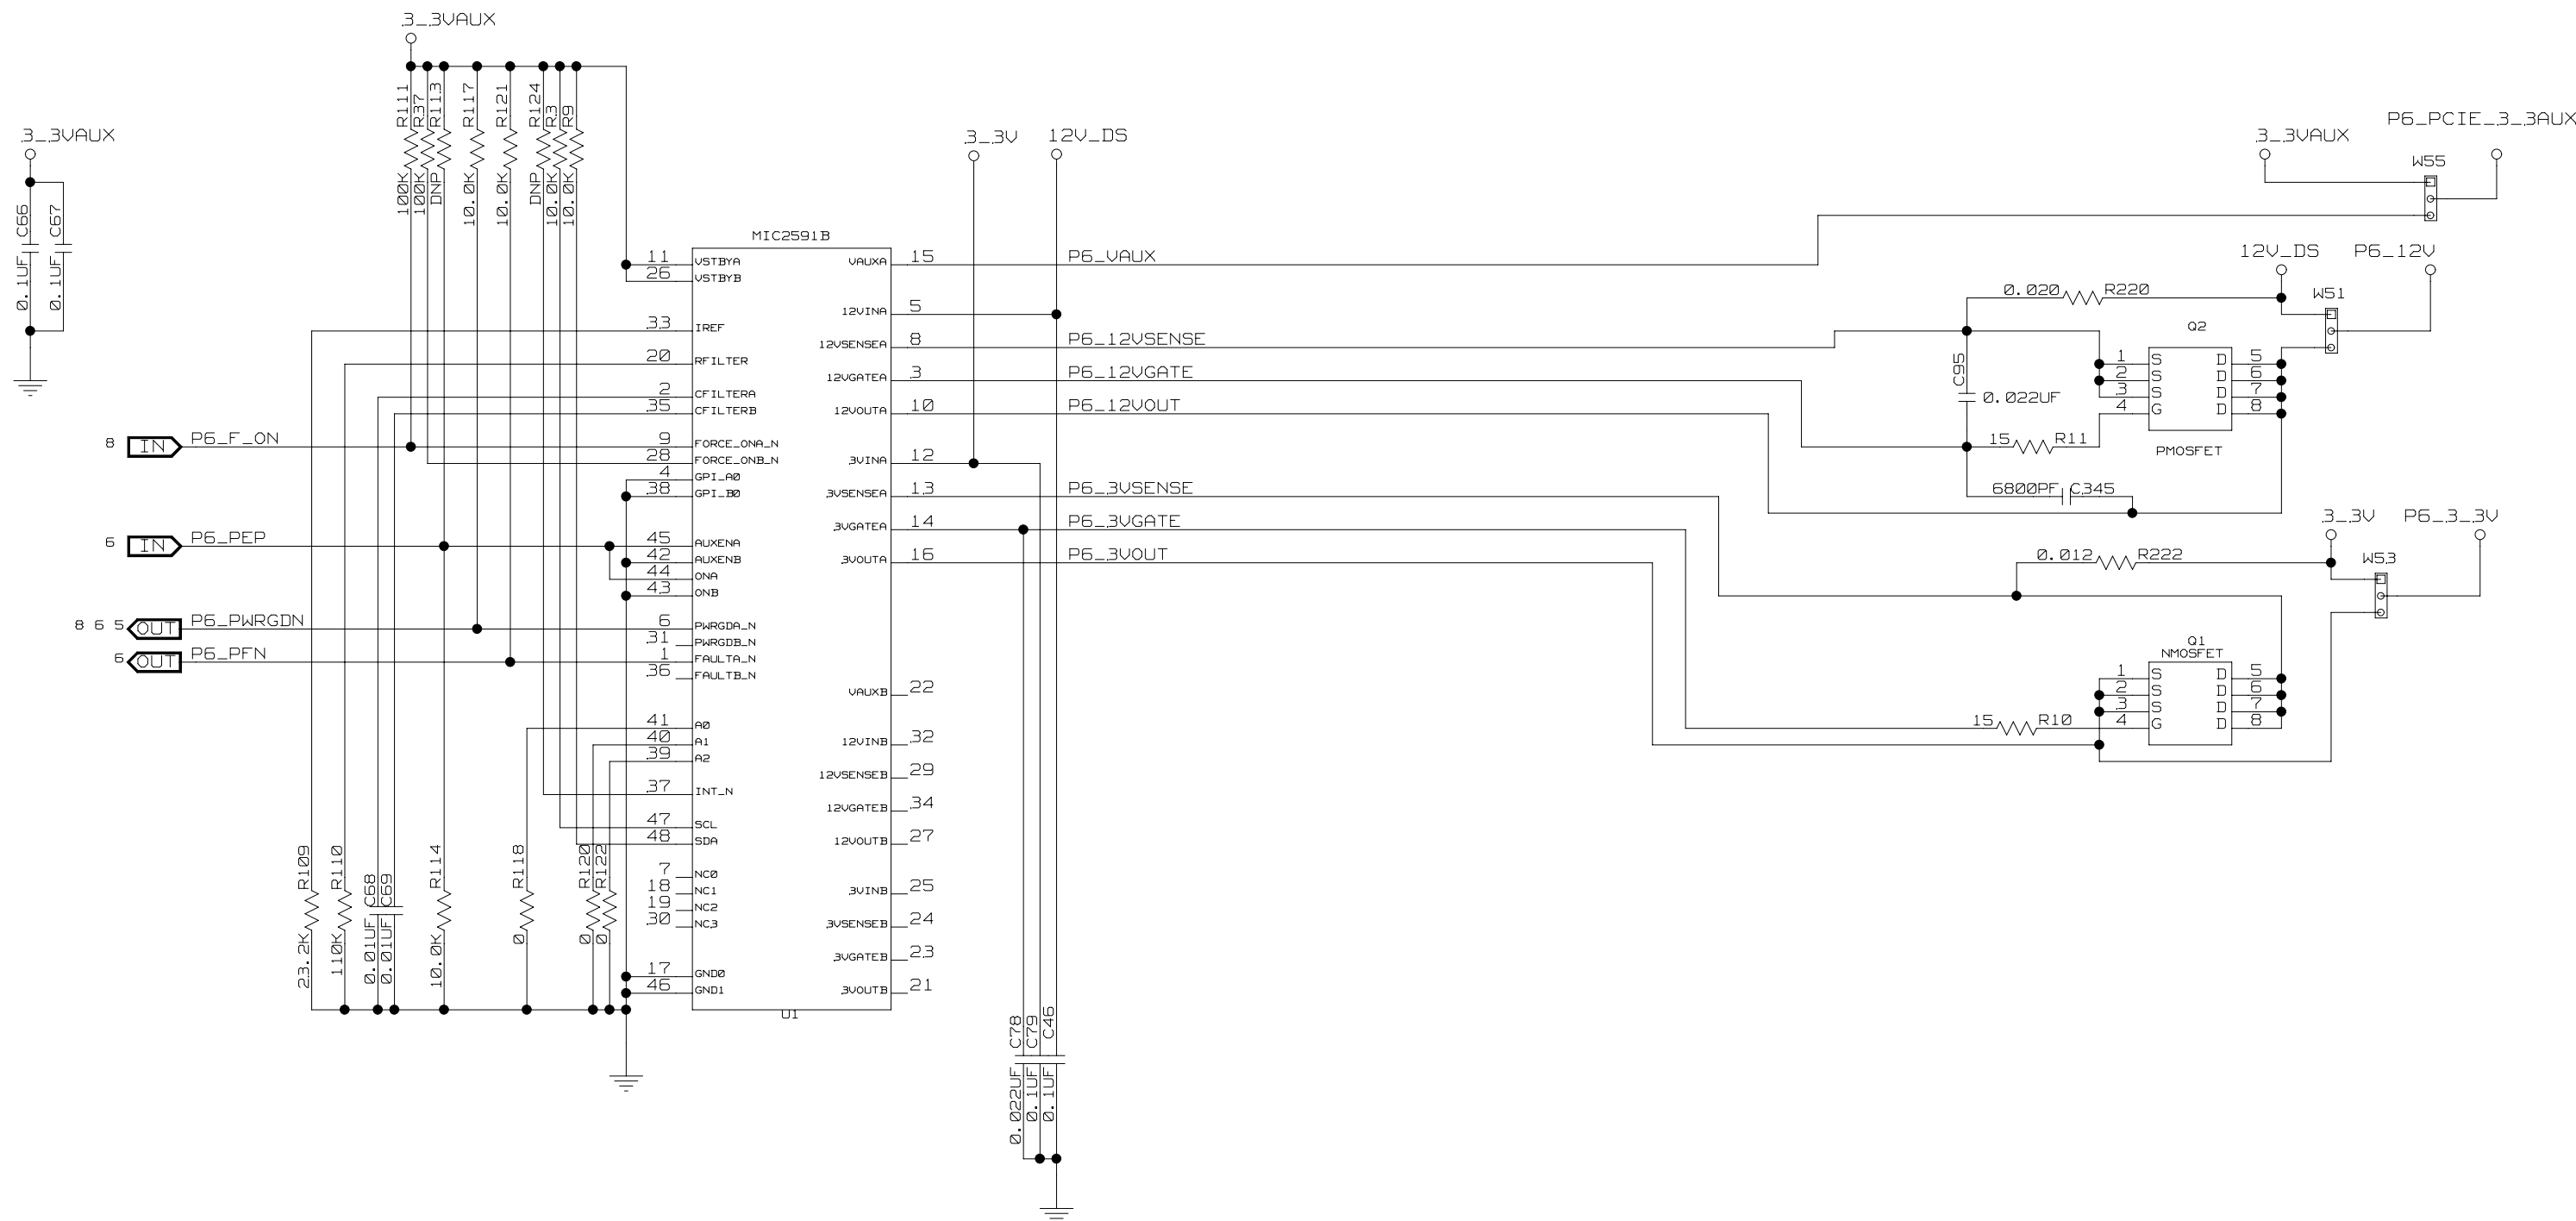 3_3VAUX
3_3VAUX
C66
0.1UF
C67
0.1UF
R111
100K
R37
100K
R113
DNP
R117
10.0K
R121
10.0K
R124
DNP
R3
10.0K
R9
10.0K
3_3V
12V_DS
3_3VAUX
P6_PCIE_3_3AUX
W55
MIC2591B
11 VSTBYA
26 VSTBYB
33 IREF
20 RFILTER
2 CFILTERA
35 CFILTERB
9 FORCE_ONA_N
28 FORCE_ONB_N
4 GPI_A0
38 GPI_B0
45 AUXENA
42 AUXENB
44 ONA
43 ONB
6 PWRGDA_N
31 PWRGDB_N
1 FAULTA_N
36 FAULTB_N
41 A0
40 A1
39 A2
37 INT_N
47 SCL
48 SDA
7 NC0
18 NC1
19 NC2
30 NC3
17 GND0
46 GND1
U1
VAUXA 15 P6_VAUX
12VINA 5
12VSENSEA 8 P6_12VSENSE
12VGATEA 3 P6_12VGATE
12VOUTA 10 P6_12VOUT
3VINA 12
3VSENSEA 13 P6_3VSENSE
3VGATEA 14 P6_3VGATE
3VOUTA 16 P6_3VOUT
VAUXB 22
12VINB 32
12VSENSEB 29
12VGATEB 34
12VOUTB 27
3VINB 25
3VSENSEB 24
3VGATEB 23
3VOUTB 21
8 IN P6_F_ON
6 IN P6_PEP
8 6 5 OUT P6_PWRGDN
6 OUT P6_PFN
R109
23.2K
R110
110K
C68
0.01UF
C69
0.01UF
R114
10.0K
R118
0
R120
0
R122
0
C78
0.022UF
C79
0.1UF
C46
0.1UF
12V_DS
P6_12V
W51
0.020 R220
Q2
1 S D 5
2 S D 6
3 S D 7
4 G D 8
PMOSFET
C95
0.022UF
15 R11
6800PF C345
3_3V
P6_3_3V
W53
0.012 R222
Q1
NMOSFET
1 S D 5
2 S D 6
3 S D 7
4 G D 8
15 R10